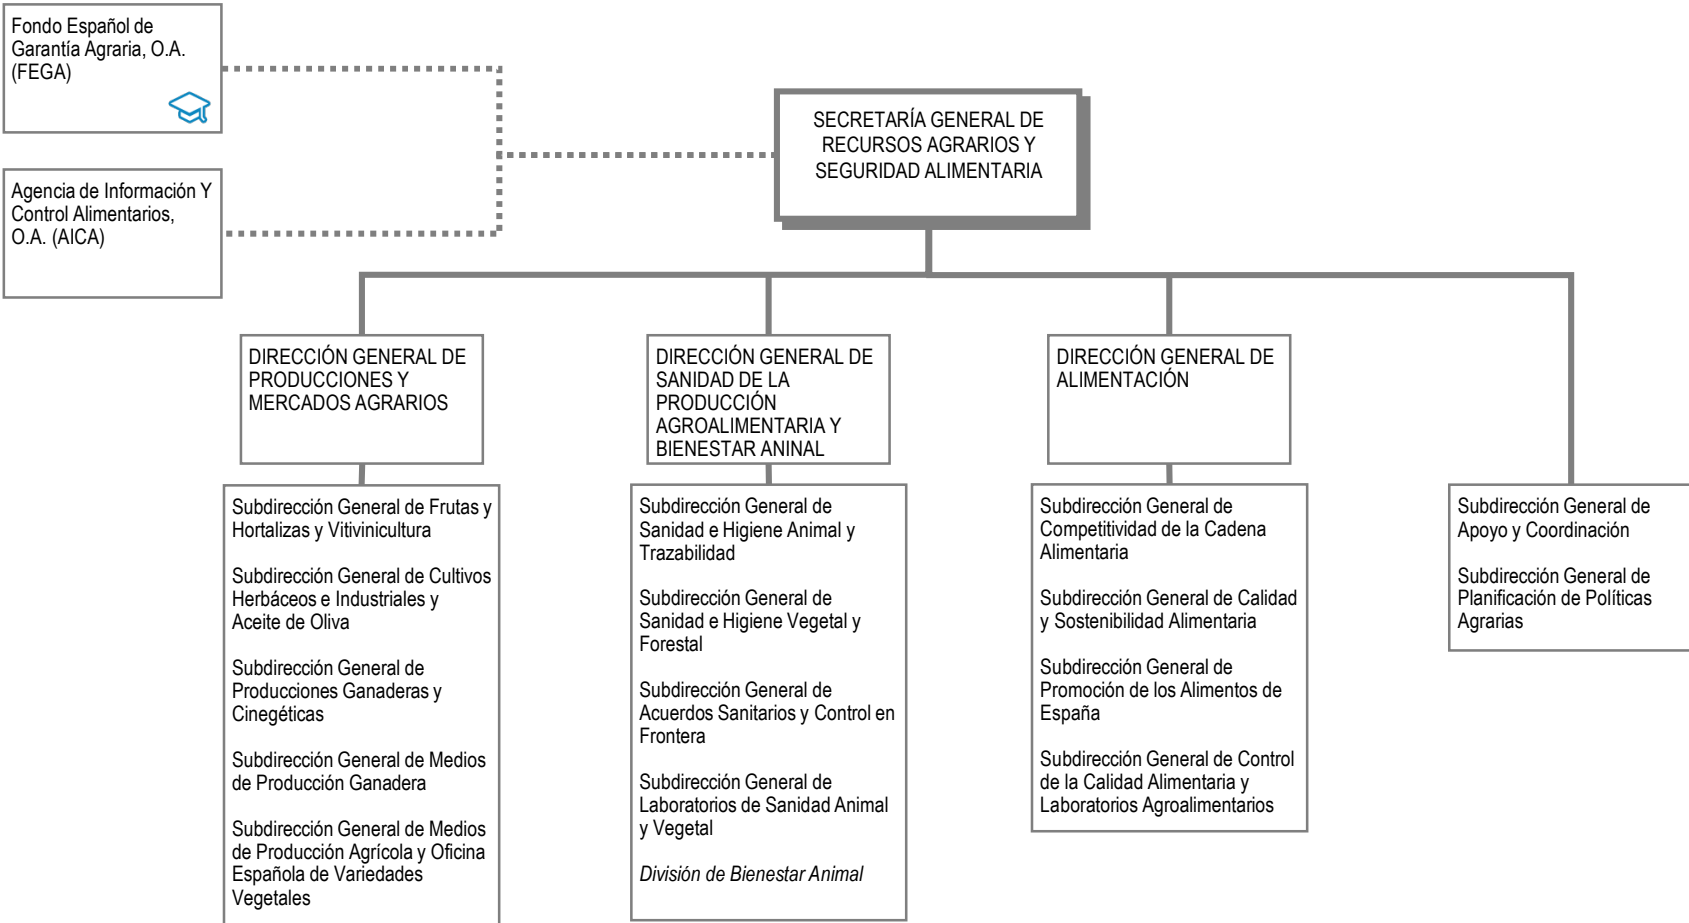 Fondo Español de
Garantía Agraria, O.A.
(FEGA)
Agencia de Información Y
Control Alimentarios,
O.A. (AICA)
SECRETARÍA GENERAL DE
RECURSOS AGRARIOS Y
SEGURIDAD ALIMENTARIA
DIRECCIÓN GENERAL DE
PRODUCCIONES Y
MERCADOS AGRARIOS
Subdirección General de Frutas y
Hortalizas y Vitivinicultura
Subdirección General de Cultivos
Herbáceos e Industriales y
Aceite de Oliva
Subdirección General de
Producciones Ganaderas y
Cinegéticas
Subdirección General de Medios
de Producción Ganadera
Subdirección General de Medios
de Producción Agrícola y Oficina
Española de Variedades
Vegetales
DIRECCIÓN GENERAL DE
SANIDAD DE LA
PRODUCCIÓN
AGROALIMENTARIA Y
BIENESTAR ANINAL
Subdirección General de
Sanidad e Higiene Animal y
Trazabilidad
Subdirección General de
Sanidad e Higiene Vegetal y
Forestal
Subdirección General de
Acuerdos Sanitarios y Control en
Frontera
Subdirección General de
Laboratorios de Sanidad Animal
y Vegetal
División de Bienestar Animal
DIRECCIÓN GENERAL DE
ALIMENTACIÓN
Subdirección General de
Competitividad de la Cadena
Alimentaria
Subdirección General de Calidad
y Sostenibilidad Alimentaria
Subdirección General de
Promoción de los Alimentos de
España
Subdirección General de Control
de la Calidad Alimentaria y
Laboratorios Agroalimentarios
Subdirección General de
Apoyo y Coordinación
Subdirección General de
Planificación de Políticas
Agrarias